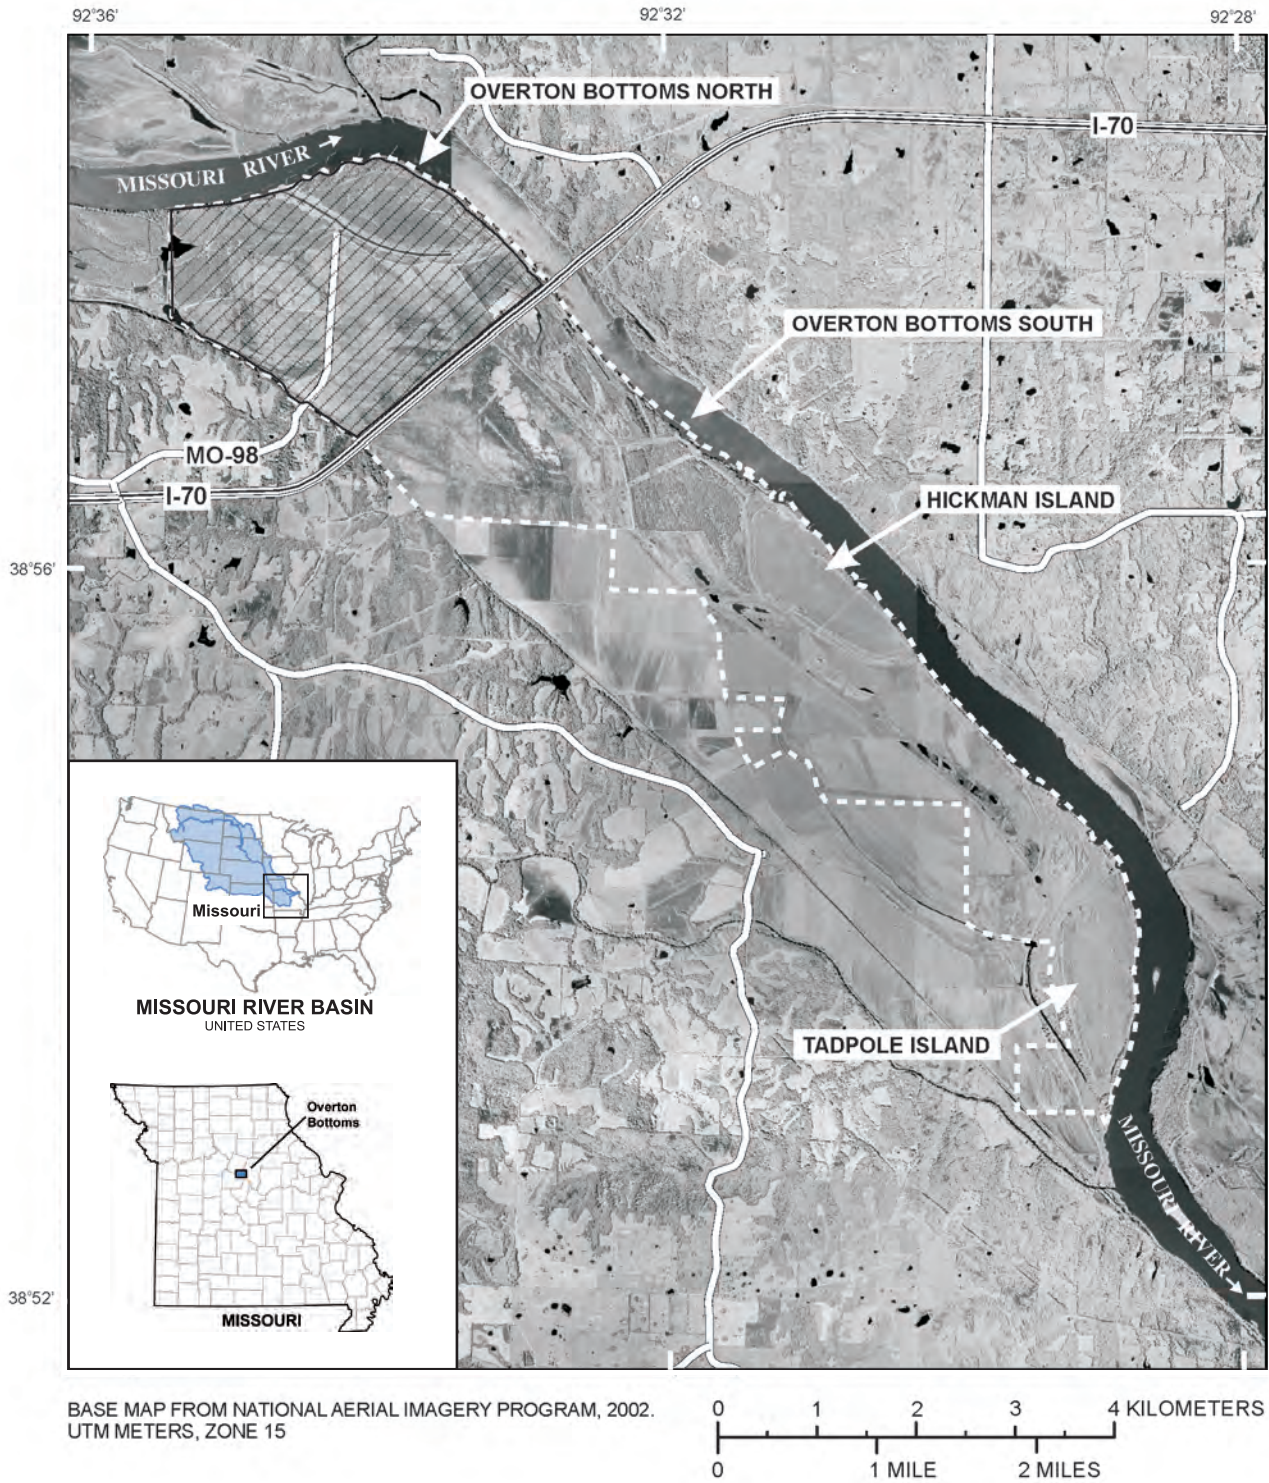 92°36'
92°32'
92°28'
OVERTON BOTTOMS NORTH
I-70
MISSOURI RIVER
OVERTON BOTTOMS SOUTH
MO-98
I-70
HICKMAN ISLAND
38°56'
Missouri
MISSOURI RIVER BASIN
UNITED STATES
TADPOLE ISLAND
Overton
Bottoms
MISSOURI RIVER
38°52'
MISSOURI
BASE MAP FROM NATIONAL AERIAL IMAGERY PROGRAM, 2002.
UTM METERS, ZONE 15
0 1 2 3 4 KILOMETERS
0 1 MILE 2 MILES